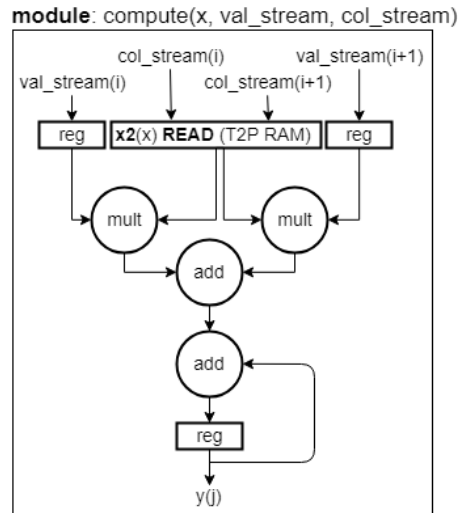 module: compute(x, val_stream, col_stream)
col_stream(i)
val_stream(i+1)
val_stream(i)
col_stream(i+1)
reg
x2(x) READ (T2P RAM)
reg
mult
mult
add
add
reg
y(j)